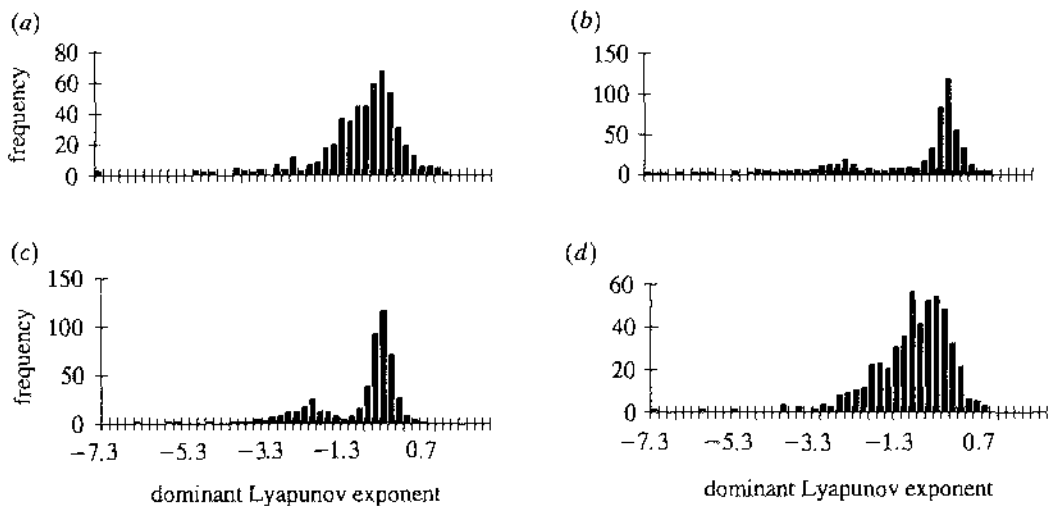 (a)
80
60
40
20
0
frequency
(b)
150
100
50
0
(c)
150
100
50
0
frequency
−7.3 −5.3 −3.3 −1.3 0.7
dominant Lyapunov exponent
(d)
60
40
20
0
−7.3 −5.3 −3.3 −1.3 0.7
dominant Lyapunov exponent